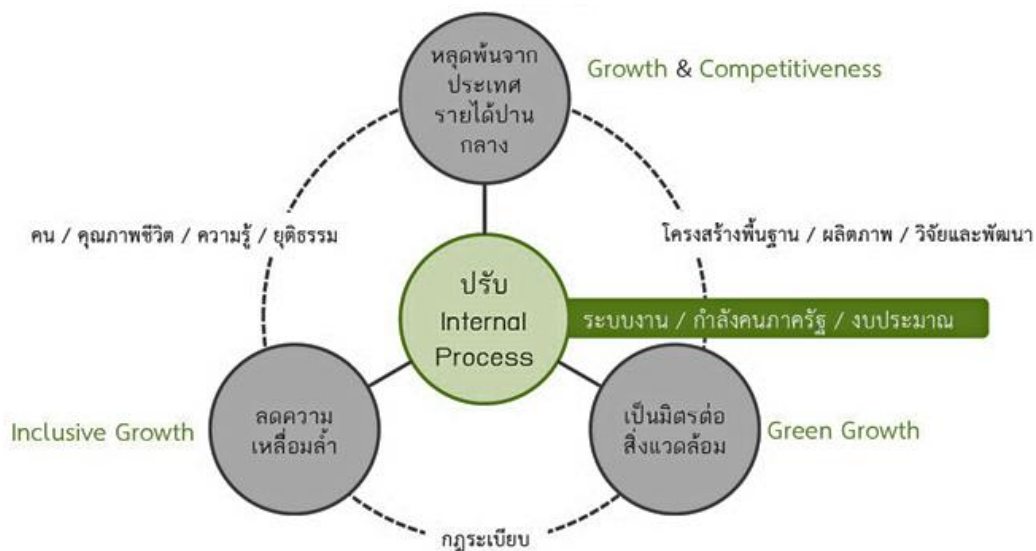 หลุดพ้นจาก
ประเทศ
รายได้ปาน
กลาง
Growth & Competitiveness
คน / คุณภาพชีวิต / ความรู้ / ยุติธรรม
โครงสร้างพื้นฐาน / ผลิตภาพ / วิจัยและพัฒนา
ปรับ
Internal
Process
ระบบงาน / กำลังคนภาครัฐ / งบประมาณ
Inclusive Growth
ลดความ
เหลื่อมล้ำ
เป็นมิตรต่อ
สิ่งแวดล้อม
Green Growth
กฎระเบียบ